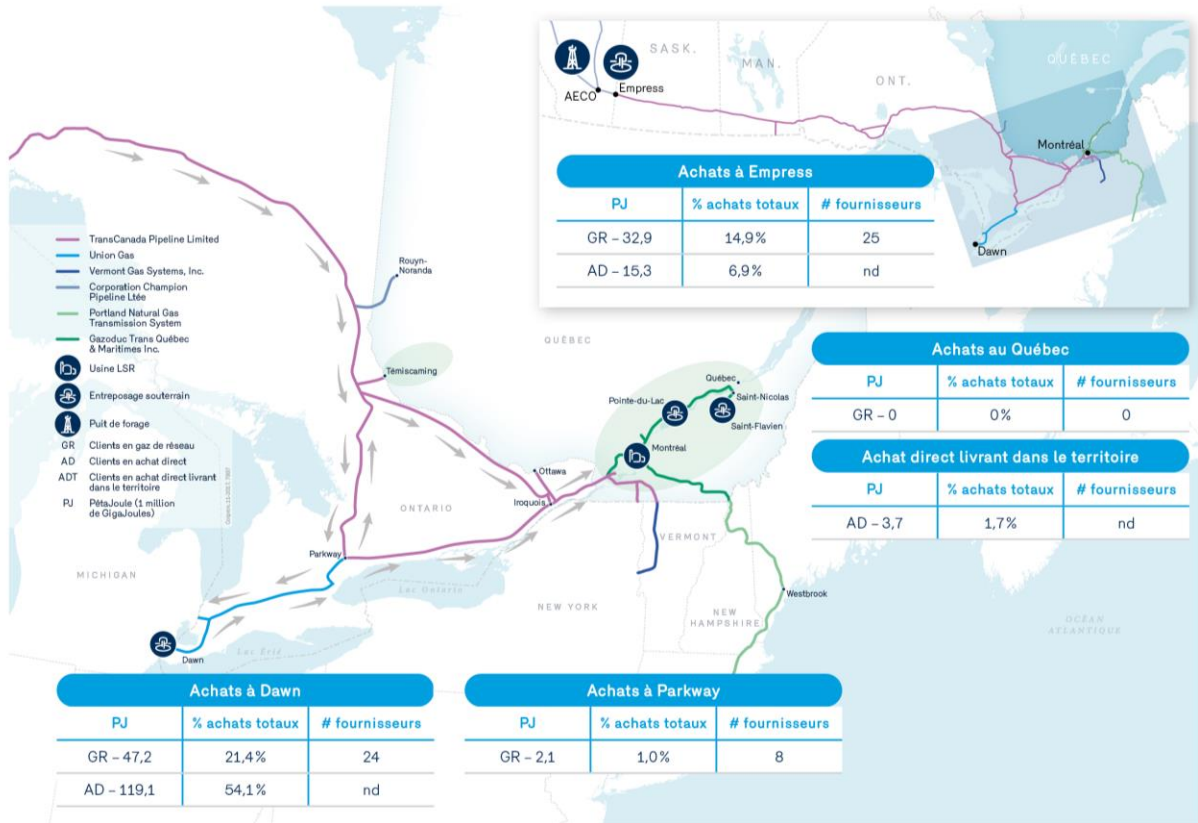 SASK.
MAN.
ONT.
QUÉBEC
AECO
Empress
Montréal
Dawn
Achats à Empress
PJ % achats totaux # fournisseurs
GR – 32,9 14,9% 25
AD – 15,3 6,9% nd
TransCanada Pipeline Limited
Union Gas
Vermont Gas Systems, Inc.
Corporation Champion
Pipeline Ltée
Portland Natural Gas
Transmission System
Gazoduc Trans Québec
& Maritimes Inc.
Usine LSR
Entreposage souterrain
Puit de forage
GR Clients en gaz de réseau
AD Clients en achat direct
ADT Clients en achat direct livrant
dans le territoire
PJ PétaJoule (1 million
de GigaJoules)
Rouyn-
Noranda
QUÉBEC
Témiscaming
Québec
Pointe-du-Lac
Saint-Nicolas
Saint-Flavien
Montréal
Ottawa
Iroquois
ONTARIO
Parkway
MICHIGAN
Lac Ontario
VERMONT
NEW YORK
NEW
HAMPSHIRE
Westbrook
OCÉAN
ATLANTIQUE
Lac Érié
Dawn
Achats au Québec
PJ % achats totaux # fournisseurs
GR – 0 0% 0
Achat direct livrant dans le territoire
PJ % achats totaux # fournisseurs
AD – 3,7 1,7% nd
Achats à Dawn
PJ % achats totaux # fournisseurs
GR – 47,2 21,4% 24
AD – 119,1 54,1% nd
Achats à Parkway
PJ % achats totaux # fournisseurs
GR – 2,1 1,0% 8